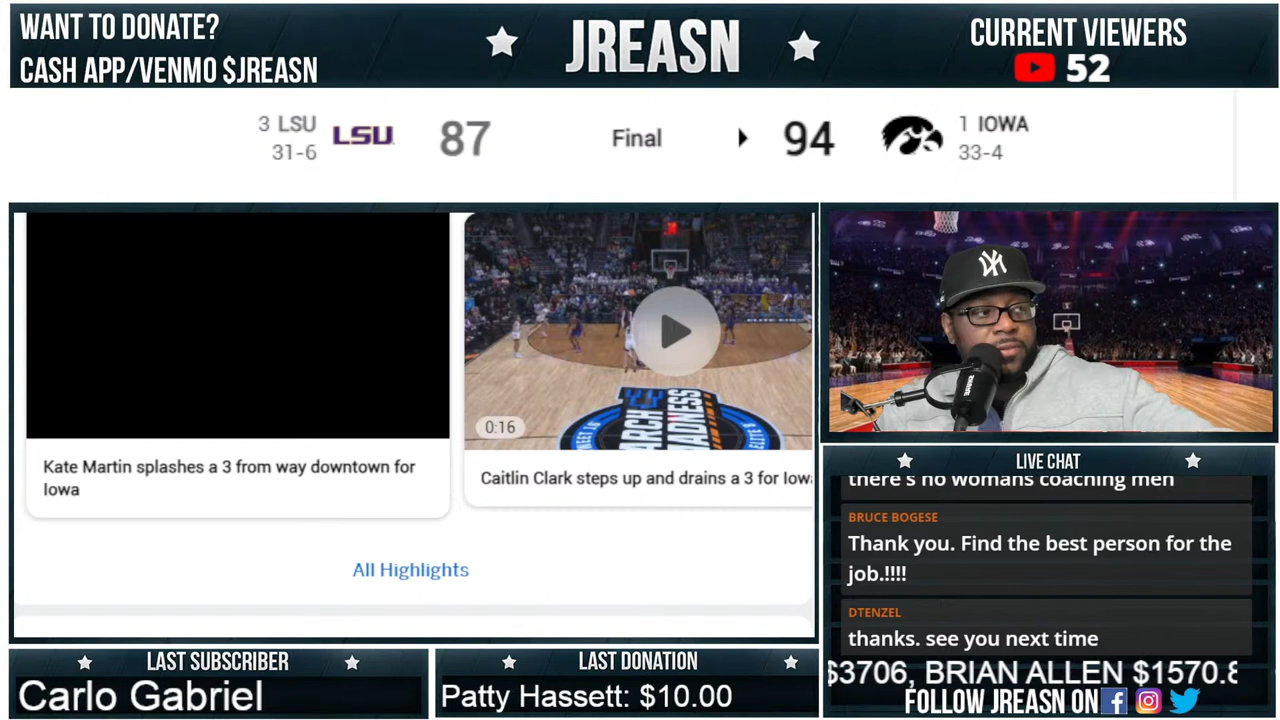 WANT TO DONATE?
CASH APP/VENMO $JREASN
JREASN
CURRENT VIEWERS
52
3 LSU
31-6
LSU
87
Final
94
1 IOWA
33-4
0:16
MARCH
MADNESS
Kate Martin splashes a 3 from way downtown for
Iowa
Caitlin Clark steps up and drains a 3 for Iowa
All Highlights
LIVE CHAT
there's no womans coaching men
BRUCE BOGESE
Thank you. Find the best person for the
job.!!!!
DTENZEL
thanks. see you next time
$3706, BRIAN ALLEN $1570.8
FOLLOW JREASN ON
LAST SUBSCRIBER
Carlo Gabriel
LAST DONATION
Patty Hassett: $10.00